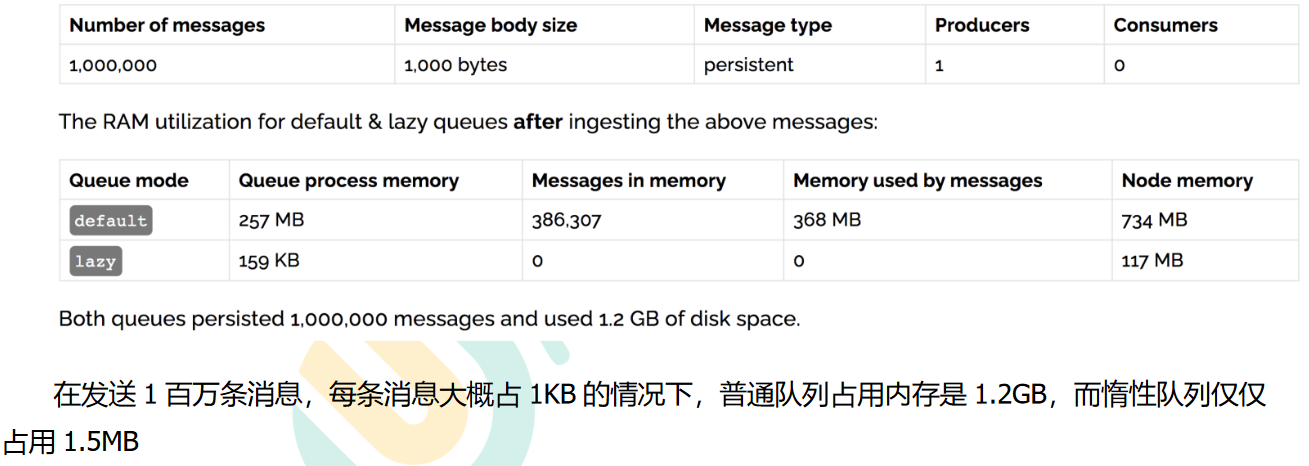 Number of messages Message body size Message type Producers Consumers
1,000,000 1,000 bytes persistent 1 0
The RAM utilization for default & lazy queues after ingesting the above messages:
Queue mode Queue process memory Messages in memory Memory used by messages Node memory
default 257 MB 386,307 368 MB 734 MB
lazy 159 KB 0 0 117 MB
Both queues persisted 1,000,000 messages and used 1.2 GB of disk space.
在发送 1 百万条消息，每条消息大概占 1KB 的情况下，普通队列占用内存是 1.2GB，而惰性队列仅仅
占用 1.5MB